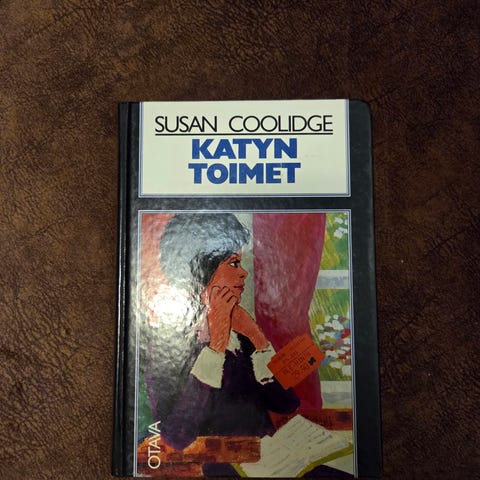 SUSAN COOLIDGE
KATYN
TOIMET
OTAVA